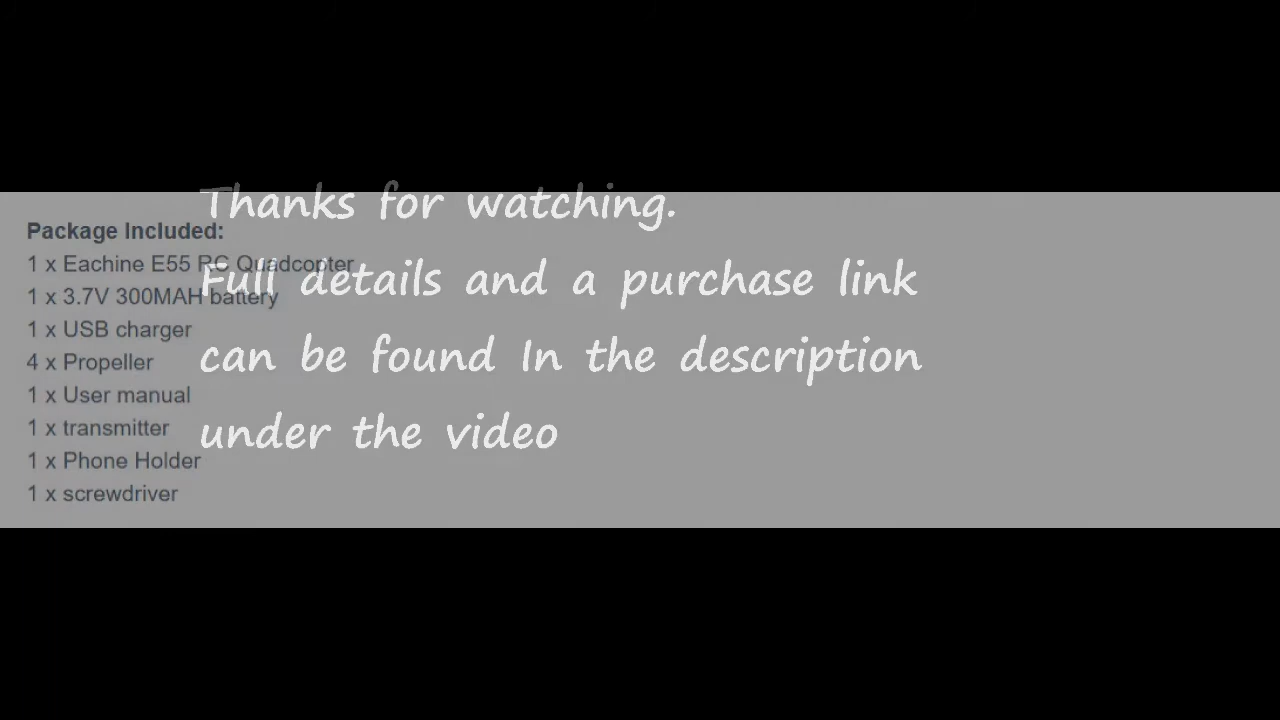 Thanks for watching.
Full details and a purchase link
can be found In the description
under the video
Package Included:
1 x Eachine E55 RC Quadcopter
1 x 3.7V 300MAH battery
1 x USB charger
4 x Propeller
1 x User manual
1 x transmitter
1 x Phone Holder
1 x screwdriver